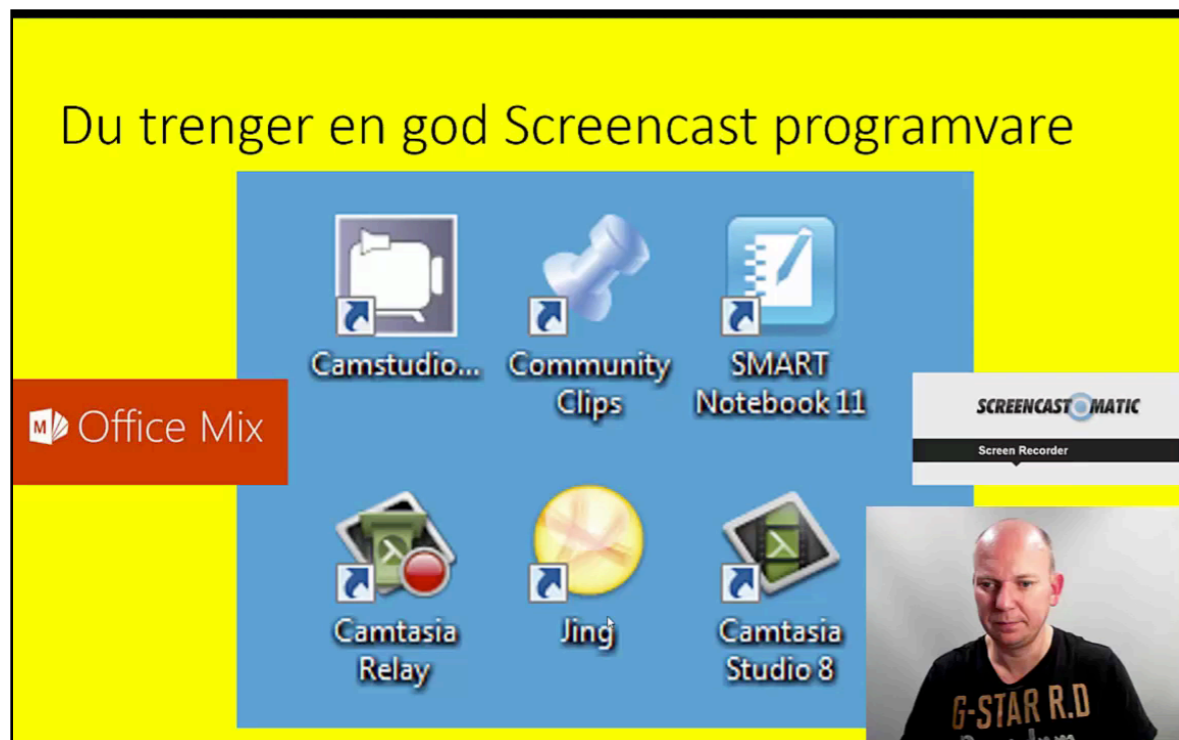 Du trenger en god Screencast programvare
Camstudio...
Community
Clips
SMART
Notebook 11
Office Mix
SCREENCAST MATIC
Screen Recorder
Camtasia
Relay
Jing
Camtasia
Studio 8
G-STAR R.D